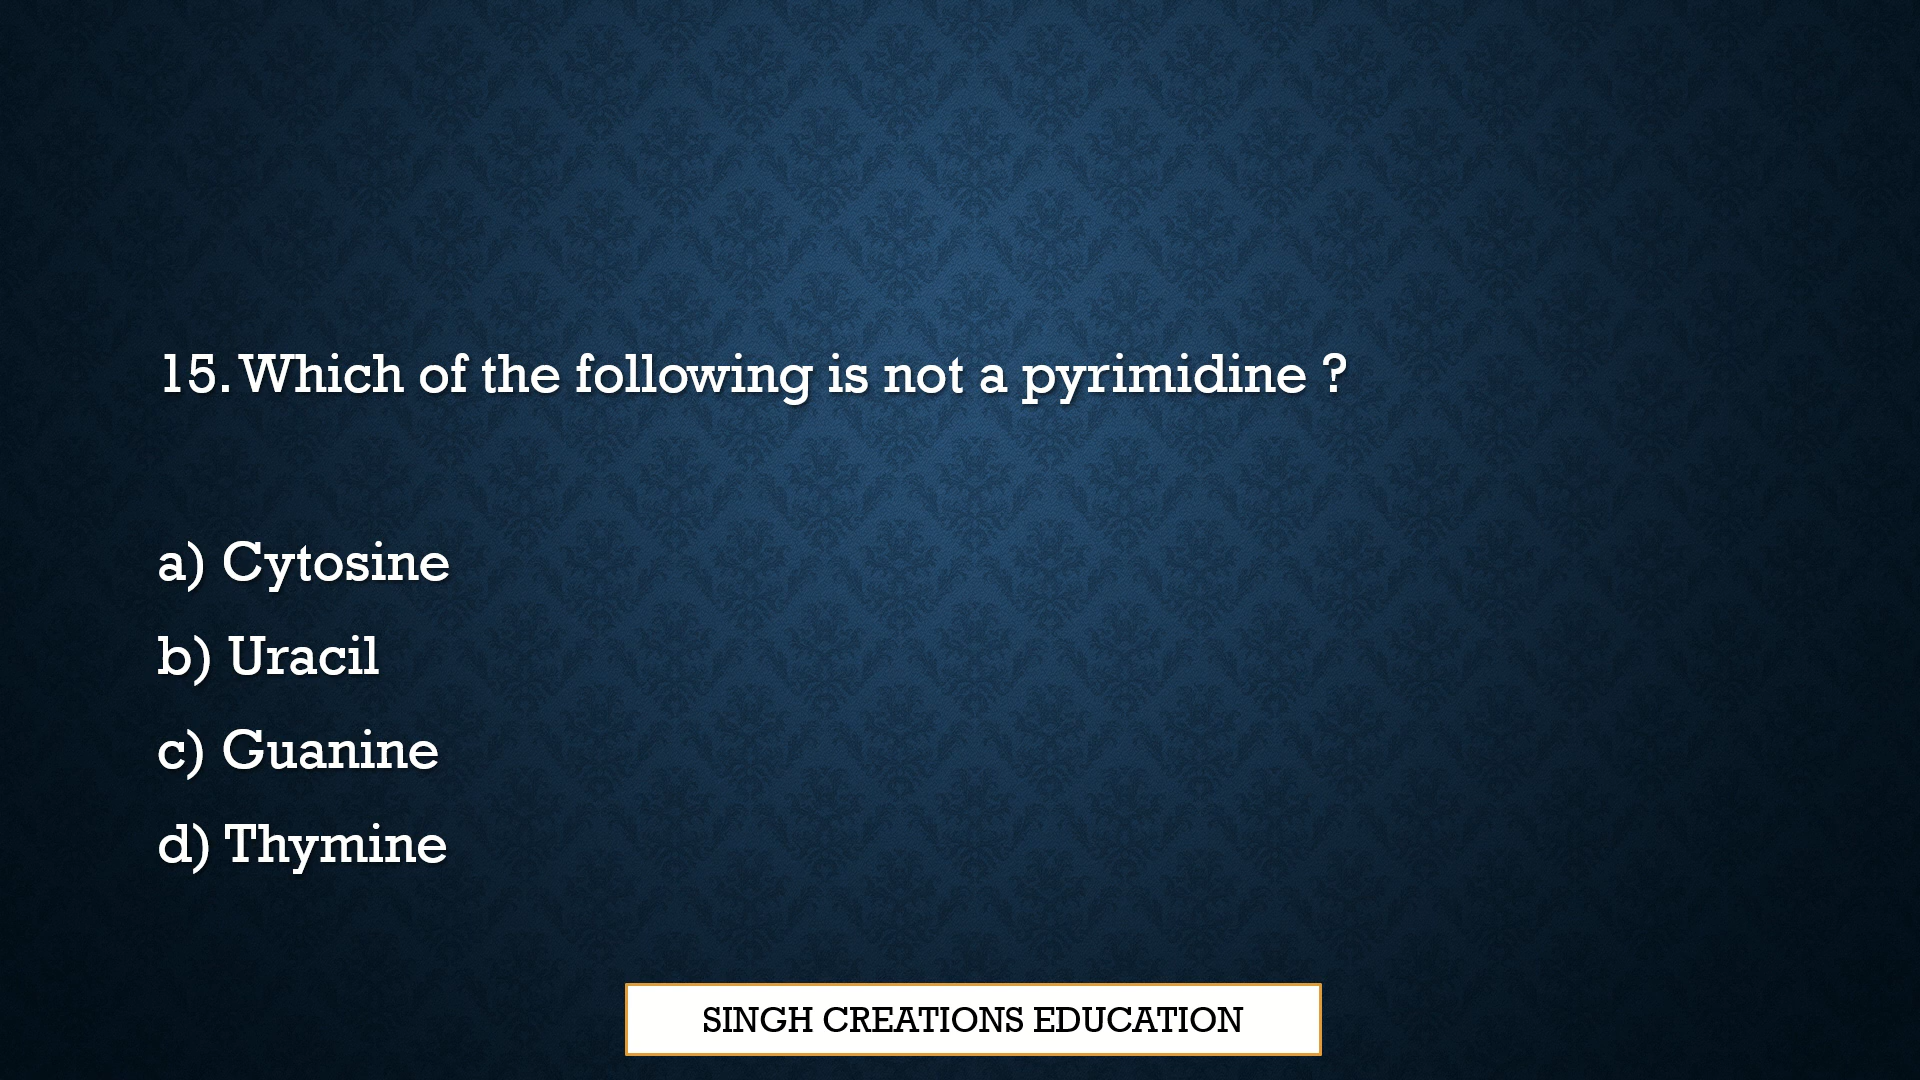 15. Which of the following is not a pyrimidine ?
a) Cytosine
b) Uracil
c) Guanine
d) Thymine
SINGH CREATIONS EDUCATION